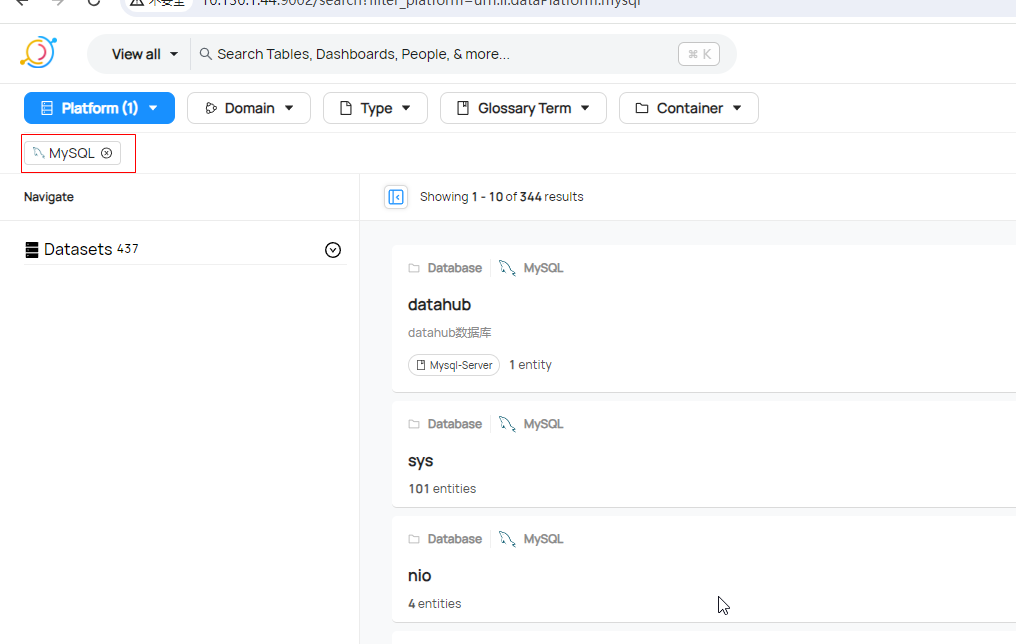 不安全 10.130.1.44:9002/search?filter_platform=urn:li:dataPlatform:mysql
View all Search Tables, Dashboards, People, & more... ⌘ K
Platform (1) Domain Type Glossary Term Container
MySQL
Navigate Showing 1 - 10 of 344 results
Datasets 437
Database MySQL
datahub
datahub数据库
Mysql-Server 1 entity
Database MySQL
sys
101 entities
Database MySQL
nio
4 entities